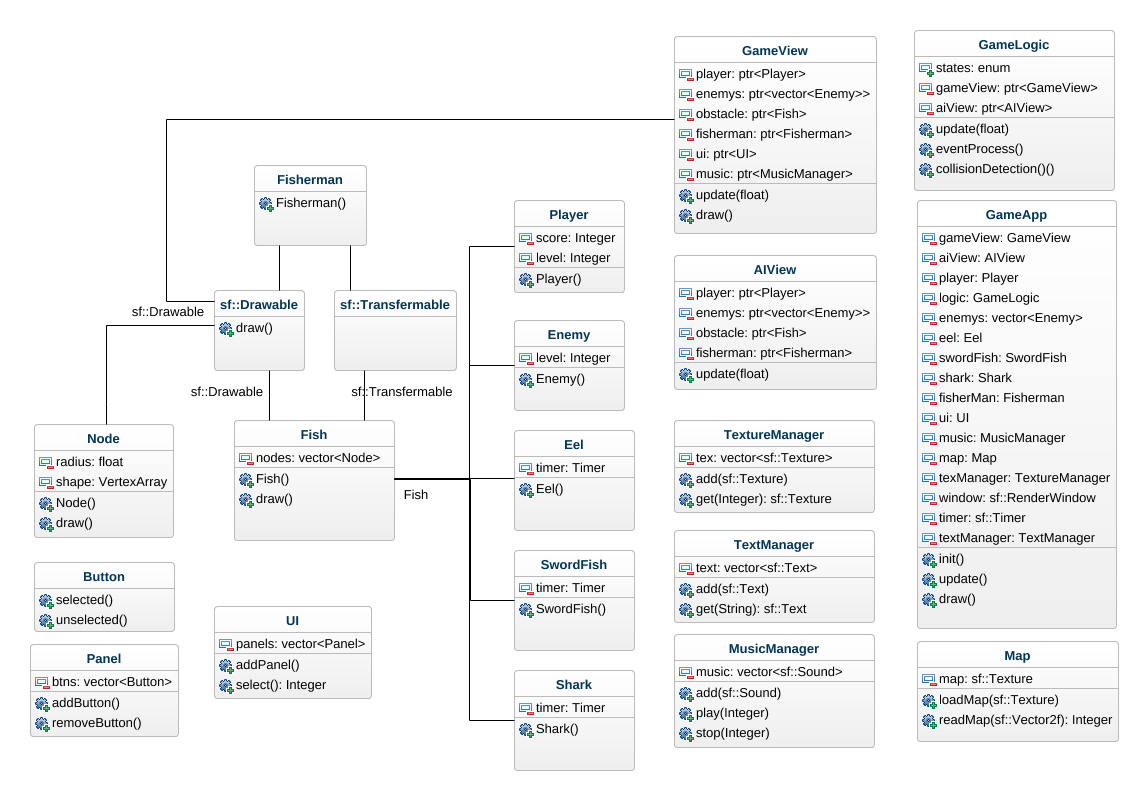 GameView
player: ptr<Player>
enemys: ptr<vector<Enemy>>
obstacle: ptr<Fish>
fisherman: ptr<Fisherman>
ui: ptr<UI>
music: ptr<MusicManager>
update(float)
draw()
GameLogic
states: enum
gameView: ptr<GameView>
aiView: ptr<AIView>
update(float)
eventProcess()
collisionDetection()()
Fisherman
Fisherman()
Player
score: Integer
level: Integer
Player()
GameApp
gameView: GameView
aiView: AIView
player: Player
logic: GameLogic
enemys: vector<Enemy>
eel: Eel
swordFish: SwordFish
shark: Shark
fisherMan: Fisherman
ui: UI
music: MusicManager
map: Map
texManager: TextureManager
window: sf::RenderWindow
timer: sf::Timer
textManager: TextManager
init()
update()
draw()
AIView
player: ptr<Player>
enemys: ptr<vector<Enemy>>
obstacle: ptr<Fish>
fisherman: ptr<Fisherman>
update(float)
sf::Drawable
sf::Drawable
draw()
sf::Transfermable
Enemy
level: Integer
Enemy()
sf::Drawable
sf::Transfermable
Node
radius: float
shape: VertexArray
Node()
draw()
Fish
nodes: vector<Node>
Fish()
draw()
Fish
Eel
timer: Timer
Eel()
TextureManager
tex: vector<sf::Texture>
add(sf::Texture)
get(Integer): sf::Texture
TextManager
text: vector<sf::Text>
add(sf::Text)
get(String): sf::Text
Button
selected()
unselected()
SwordFish
timer: Timer
SwordFish()
UI
panels: vector<Panel>
addPanel()
select(): Integer
Panel
btns: vector<Button>
addButton()
removeButton()
Shark
timer: Timer
Shark()
MusicManager
music: vector<sf::Sound>
add(sf::Sound)
play(Integer)
stop(Integer)
Map
map: sf::Texture
loadMap(sf::Texture)
readMap(sf::Vector2f): Integer